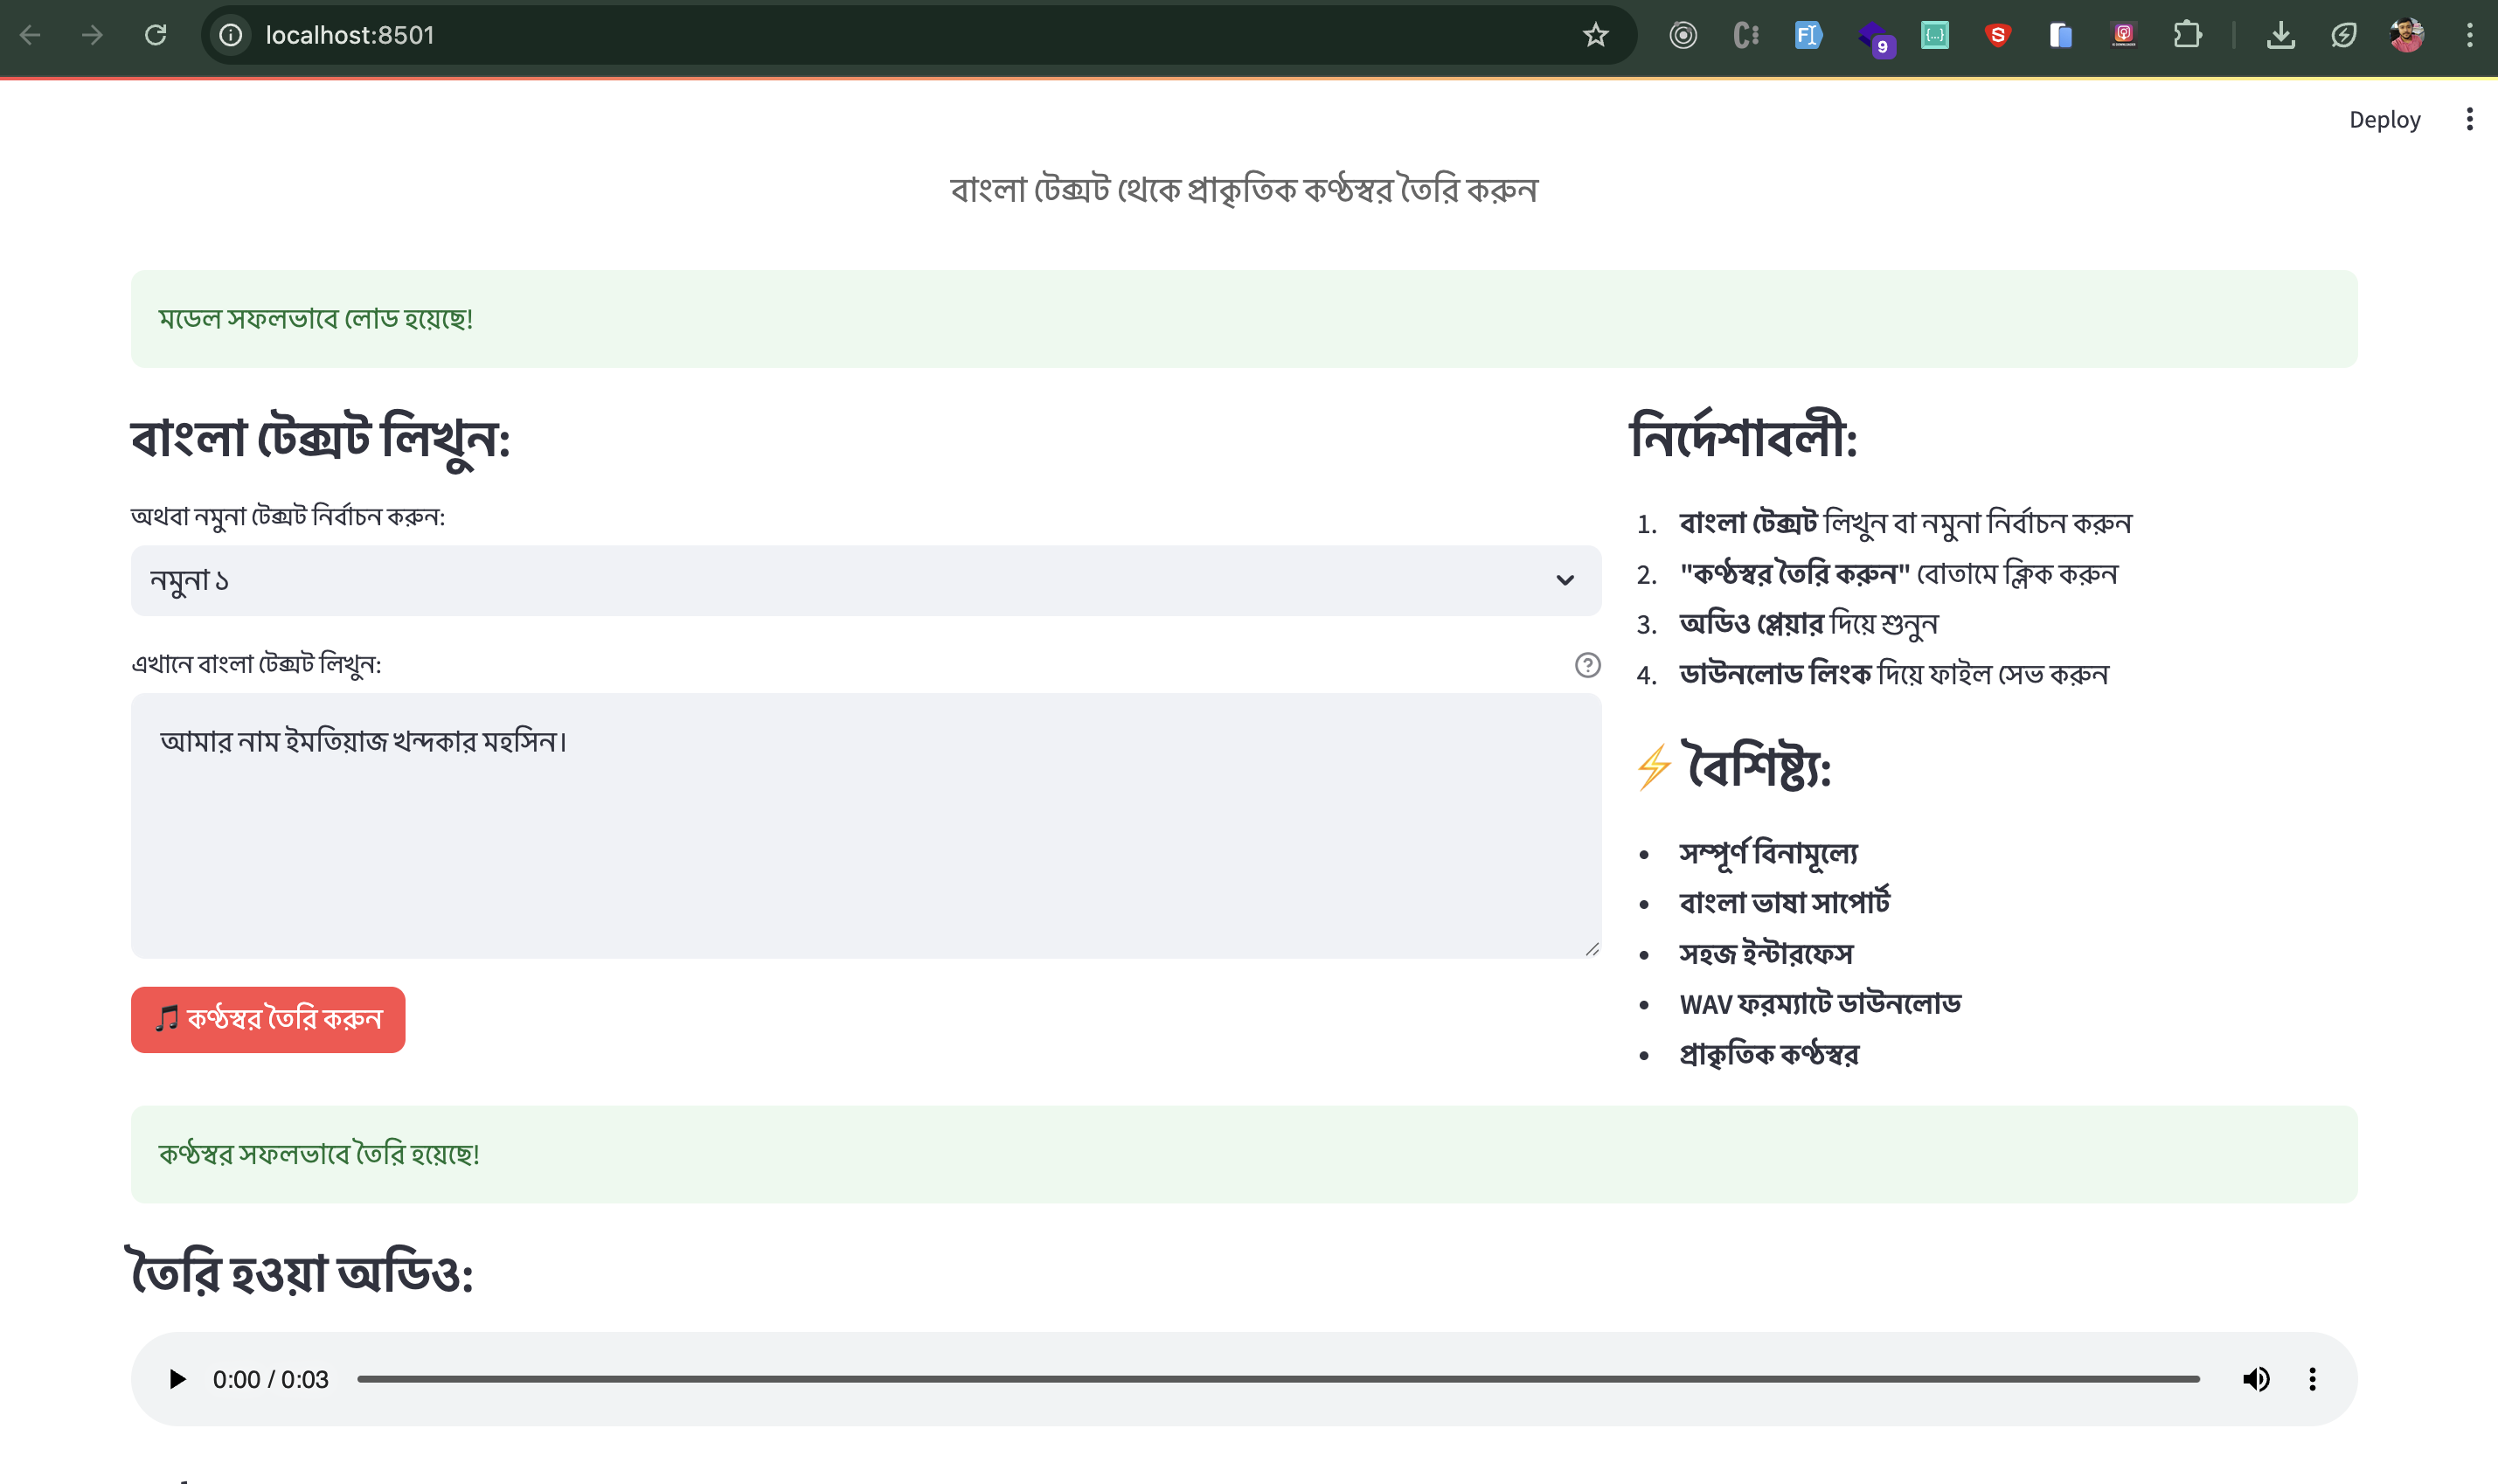 localhost:8501
9
Deploy
বাংলা টেক্সট থেকে প্রাকৃতিক কণ্ঠস্বর তৈরি করুন
মডেল সফলভাবে লোড হয়েছে!
বাংলা টেক্সট লিখুন:
অথবা নমুনা টেক্সট নির্বাচন করুন:
নমুনা ১
এখানে বাংলা টেক্সট লিখুন:
আমার নাম ইমতিয়াজ খন্দকার মহসিন।
🎵 কণ্ঠস্বর তৈরি করুন
নির্দেশাবলী:
1. বাংলা টেক্সট লিখুন বা নমুনা নির্বাচন করুন
2. "কণ্ঠস্বর তৈরি করুন" বোতামে ক্লিক করুন
3. অডিও প্লেয়ার দিয়ে শুনুন
4. ডাউনলোড লিংক দিয়ে ফাইল সেভ করুন
⚡ বৈশিষ্ট্য:
• সম্পূর্ণ বিনামূল্যে
• বাংলা ভাষা সাপোর্ট
• সহজ ইন্টারফেস
• WAV ফরম্যাটে ডাউনলোড
• প্রাকৃতিক কণ্ঠস্বর
কণ্ঠস্বর সফলভাবে তৈরি হয়েছে!
তৈরি হওয়া অডিও:
0:00 / 0:03